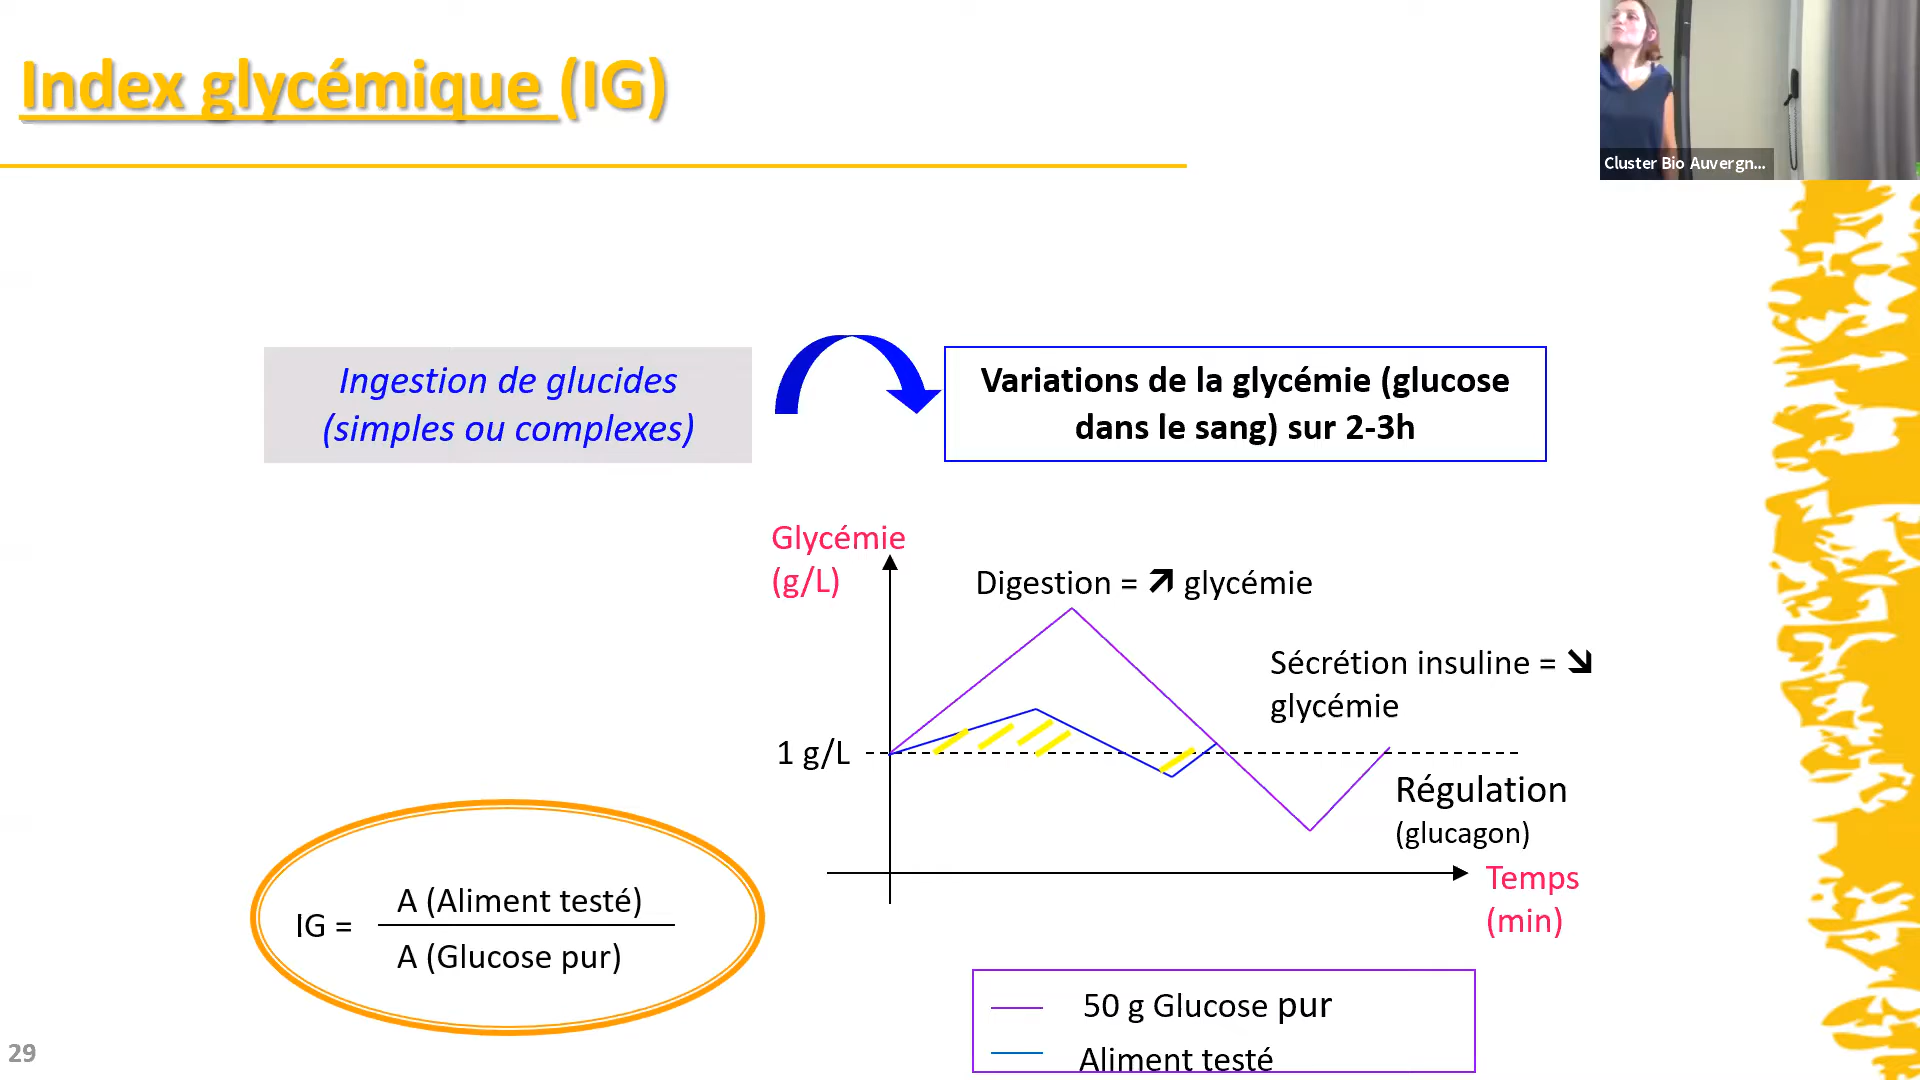 Index glycémique (IG)
Cluster Bio Auvergn...
Ingestion de glucides
(simples ou complexes)
Variations de la glycémie (glucose
dans le sang) sur 2-3h
Glycémie
(g/L)
Digestion = ↗ glycémie
Sécrétion insuline = ↘
glycémie
1 g/L
Régulation
(glucagon)
Temps
(min)
IG =
A (Aliment testé)
A (Glucose pur)
50 g Glucose pur
Aliment testé
29